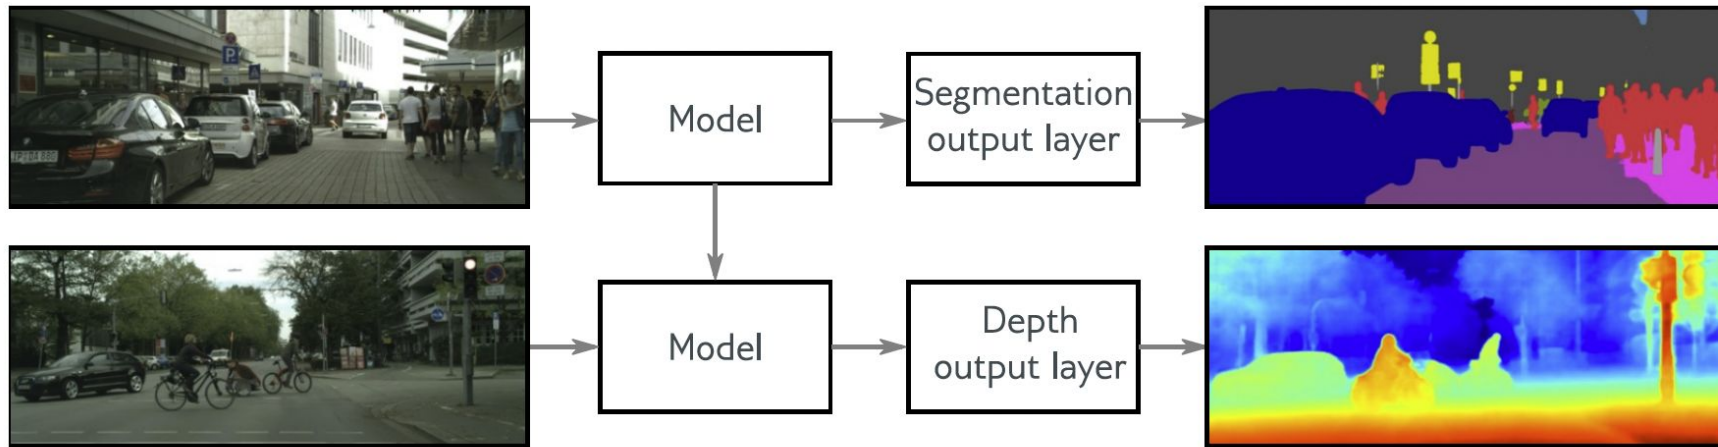 Model
Segmentation
output layer
P
Model
Depth
output layer